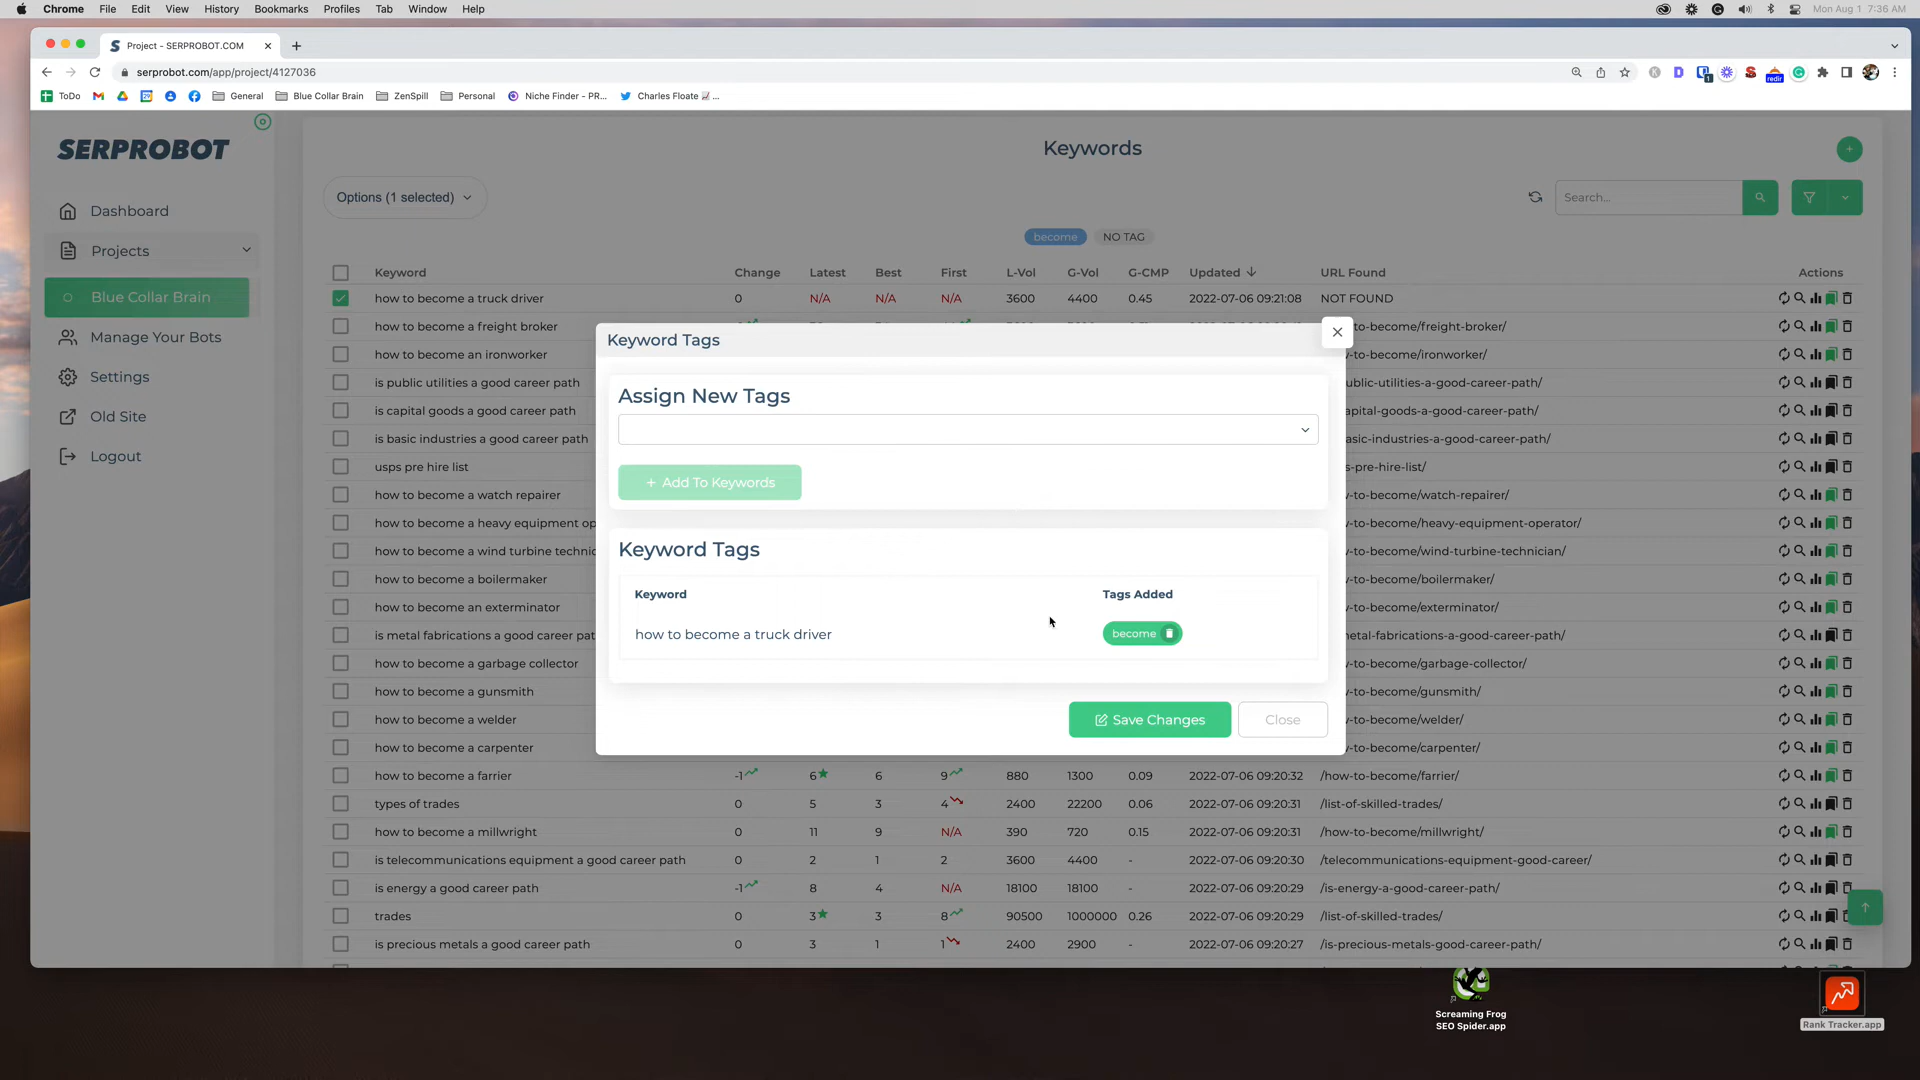 Chrome File Edit View History Bookmarks Profiles Tab Window Help Mon Aug 1 7:36 AM
Project - SERPROBOT.COM
serprobot.com/app/project/4127036
redir
ToDo General Blue Collar Brain ZenSpill Personal Niche Finder - PR... Charles Floate ...
SERPROBOT
Dashboard
Projects
Blue Collar Brain
Manage Your Bots
Settings
Old Site
Logout
Keywords
Options (1 selected)
Search...
become NO TAG
Keyword Change Latest Best First L-Vol G-Vol G-CMP Updated URL Found Actions
how to become a truck driver 0 N/A N/A N/A 3600 4400 0.45 2022-07-06 09:21:08 NOT FOUND
how to become a freight broker -to-become/freight-broker/
how to become an ironworker -to-become/ironworker/
is public utilities a good career path ublic-utilities-a-good-career-path/
is capital goods a good career path apital-goods-a-good-career-path/
is basic industries a good career path asic-industries-a-good-career-path/
usps pre hire list s-pre-hire-list/
how to become a watch repairer -to-become/watch-repairer/
how to become a heavy equipment op -to-become/heavy-equipment-operator/
how to become a wind turbine technic -to-become/wind-turbine-technician/
how to become a boilermaker -to-become/boilermaker/
how to become an exterminator -to-become/exterminator/
is metal fabrications a good career pat etal-fabrications-a-good-career-path/
how to become a garbage collector -to-become/garbage-collector/
how to become a gunsmith -to-become/gunsmith/
how to become a welder -to-become/welder/
how to become a carpenter -to-become/carpenter/
how to become a farrier -1 6 6 9 880 1300 0.09 2022-07-06 09:20:32 /how-to-become/farrier/
types of trades 0 5 3 4 2400 22200 0.06 2022-07-06 09:20:31 /list-of-skilled-trades/
how to become a millwright 0 11 9 N/A 390 720 0.15 2022-07-06 09:20:31 /how-to-become/millwright/
is telecommunications equipment a good career path 0 2 1 2 3600 4400 - 2022-07-06 09:20:30 /telecommunications-equipment-good-career/
is energy a good career path -1 8 4 N/A 18100 18100 - 2022-07-06 09:20:29 /is-energy-a-good-career-path/
trades 0 3 3 8 90500 1000000 0.26 2022-07-06 09:20:29 /list-of-skilled-trades/
is precious metals a good career path 0 3 1 1 2400 2900 - 2022-07-06 09:20:27 /is-precious-metals-good-career-path/
Keyword Tags
Assign New Tags
+ Add To Keywords
Keyword Tags
Keyword Tags Added
how to become a truck driver become
Save Changes Close
Screaming Frog
SEO Spider.app
Rank Tracker.app